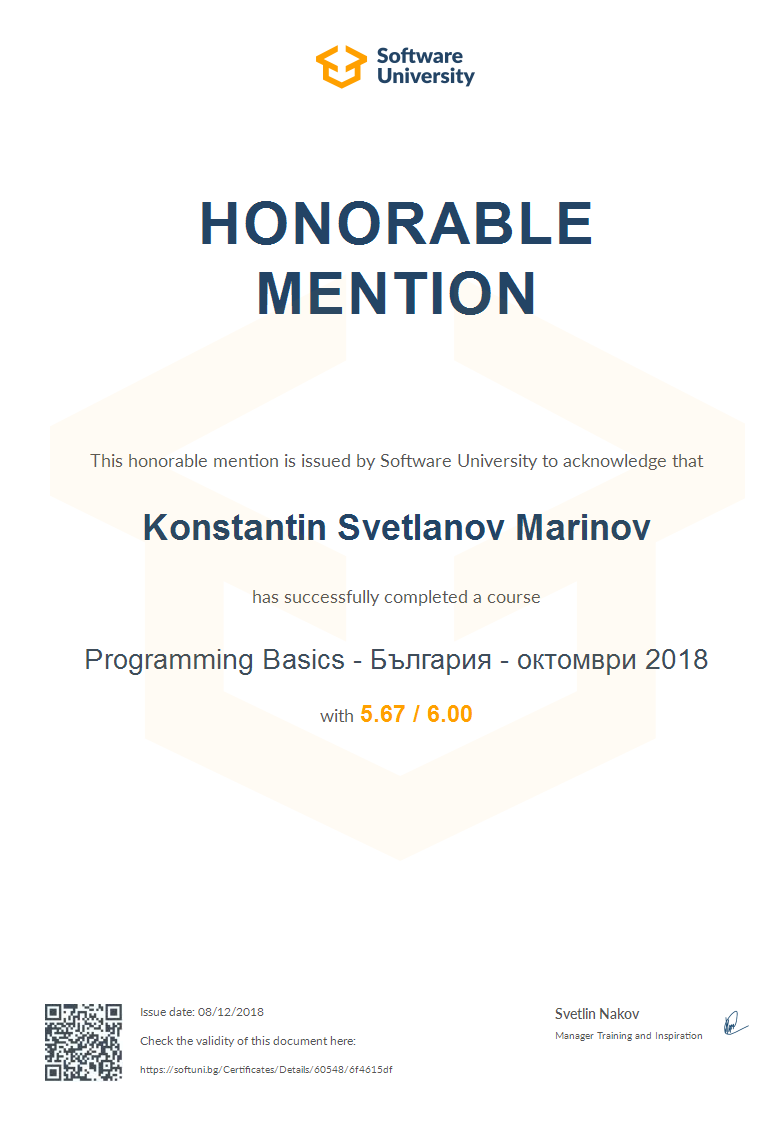 Software
University
HONORABLE
MENTION
This honorable mention is issued by Software University to acknowledge that
Konstantin Svetlanov Marinov
has successfully completed a course
Programming Basics - България - октомври 2018
with 5.67 / 6.00
Issue date: 08/12/2018
Check the validity of this document here:
https://softuni.bg/Certificates/Details/60548/6f4615df
Svetlin Nakov
Manager Training and Inspiration